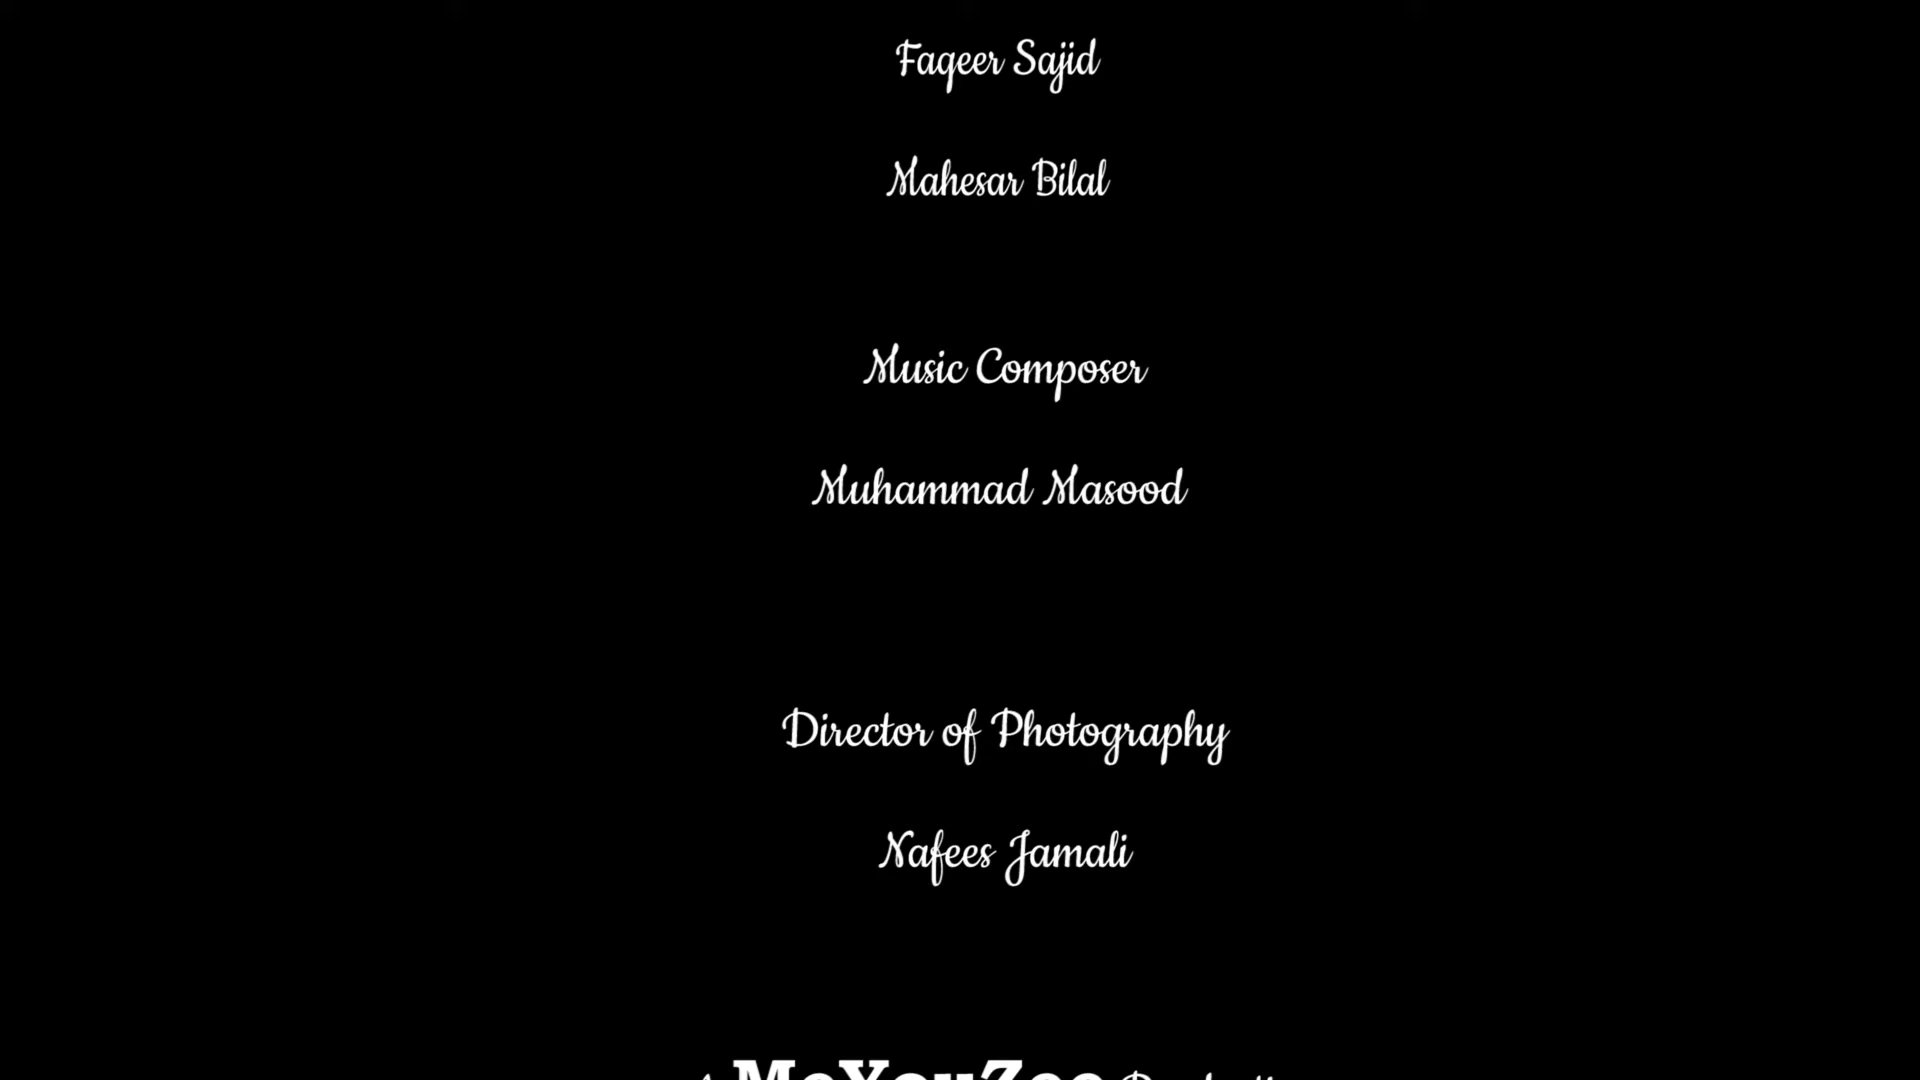 Faqeer Sajid
Mahesar Bilal
Music Composer
Muhammad Masood
Director of Photography
Nafees Jamali